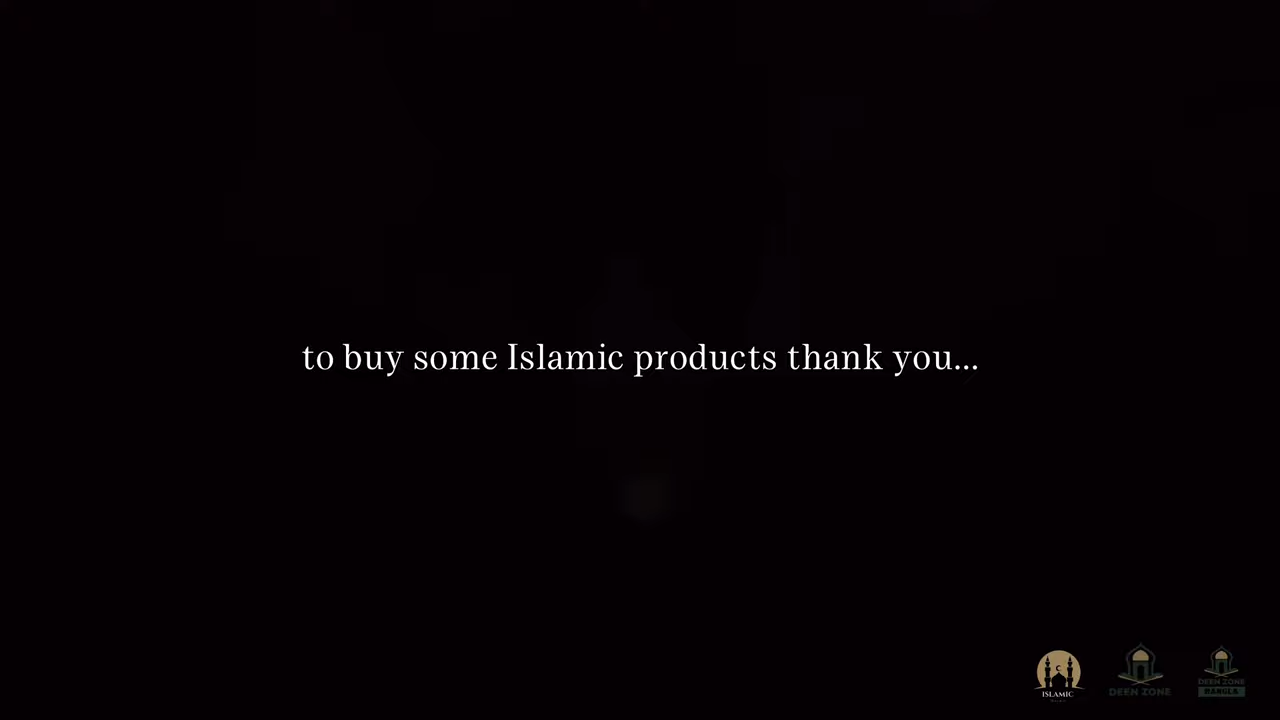 to buy some Islamic products thank you...
ISLAMIC
DEEN ZONE
DEEN ZONE
BANGLA